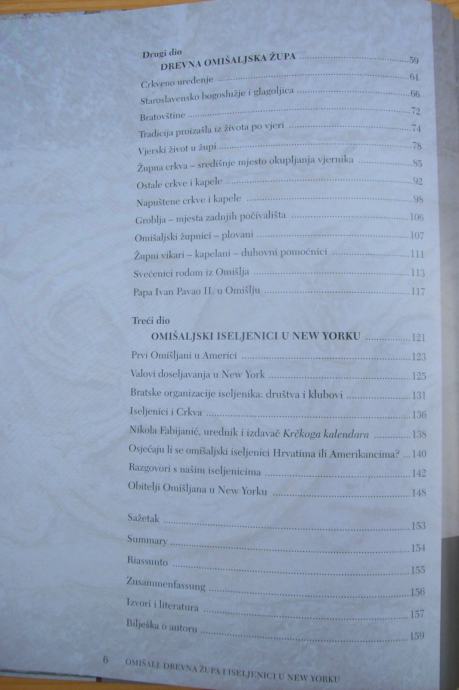 Drugi dio
DREVNA OMIŠALJSKA ŽUPA 59
Crkveno uređenje 61
Staroslavensko bogoslužje i glagoljica 66
Bratovštine 72
Tradicija proizašla iz života po vjeri 74
Vjerski život u župi 78
Župna crkva – središnje mjesto okupljanja vjernika 85
Ostale crkve i kapele 92
Napuštene crkve i kapele 98
Groblja – mjesta zadnjih počivališta 106
Omišaljski župnici – plovani 107
Župni vikari – kapelani – duhovni pomoćnici 111
Svećenici rodom iz Omišlja 113
Papa Ivan Pavao II. u Omišlju 117
Treći dio
OMIŠALJSKI ISELJENICI U NEW YORKU 121
Prvi Omišljani u Americi 123
Valovi doseljavanja u New York 125
Bratske organizacije iseljenika: društva i klubovi 131
Iseljenici i Crkva 136
Nikola Fabijanić, urednik i izdavač Krčkoga kalendara 138
Osjećaju li se omišaljski iseljenici Hrvatima ili Amerikancima? 140
Razgovori s našim iseljenicima 142
Obitelji Omišljana u New Yorku 148
Sažetak 153
Summary 154
Riassunto 155
Zusammenfassung 156
Izvori i literatura 157
Bilješka o autoru 159
6 OMIŠALJ, DREVNA ŽUPA I ISELJENICI U NEW YORKU